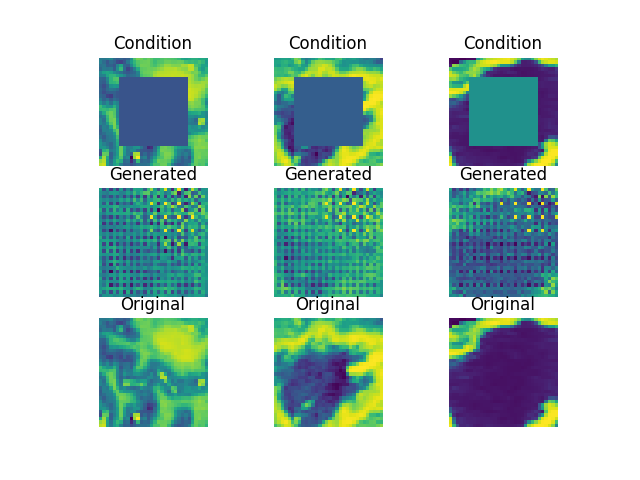 Condition Condition Condition
Generated Generated Generated
Original Original Original